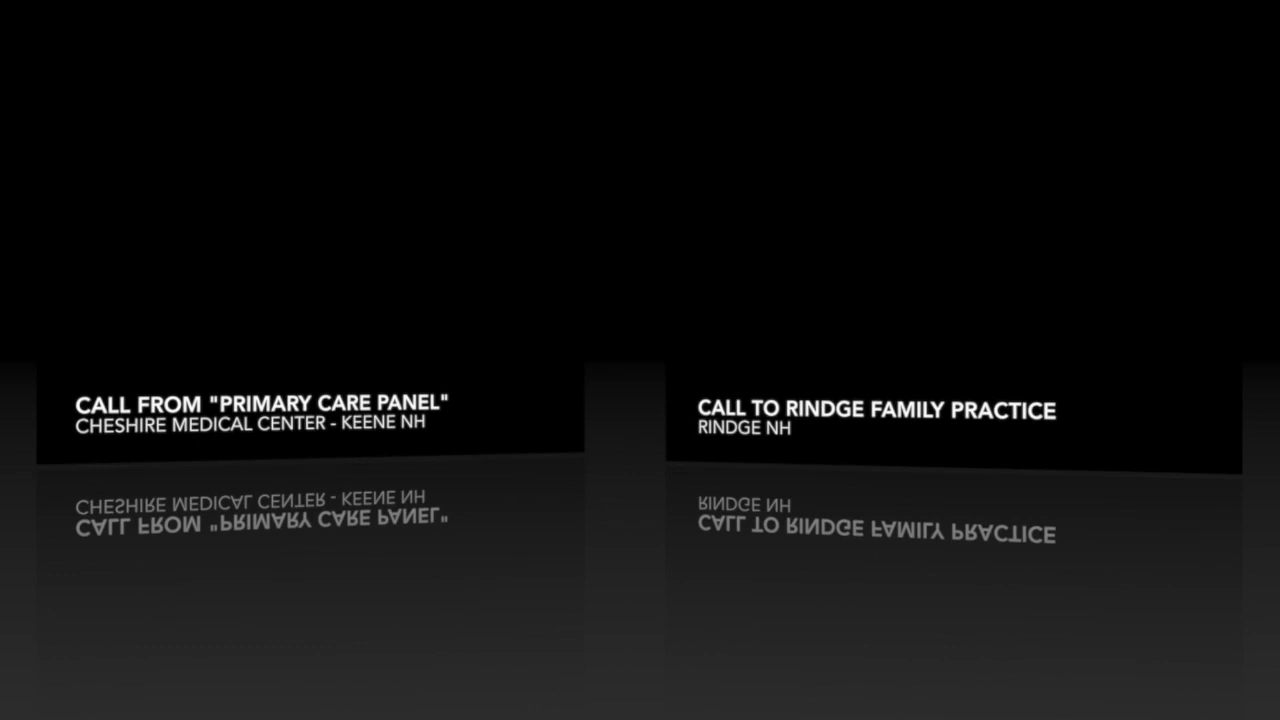 CALL FROM "PRIMARY CARE PANEL"
CHESHIRE MEDICAL CENTER - KEENE NH
CALL TO RINDGE FAMILY PRACTICE
RINDGE NH